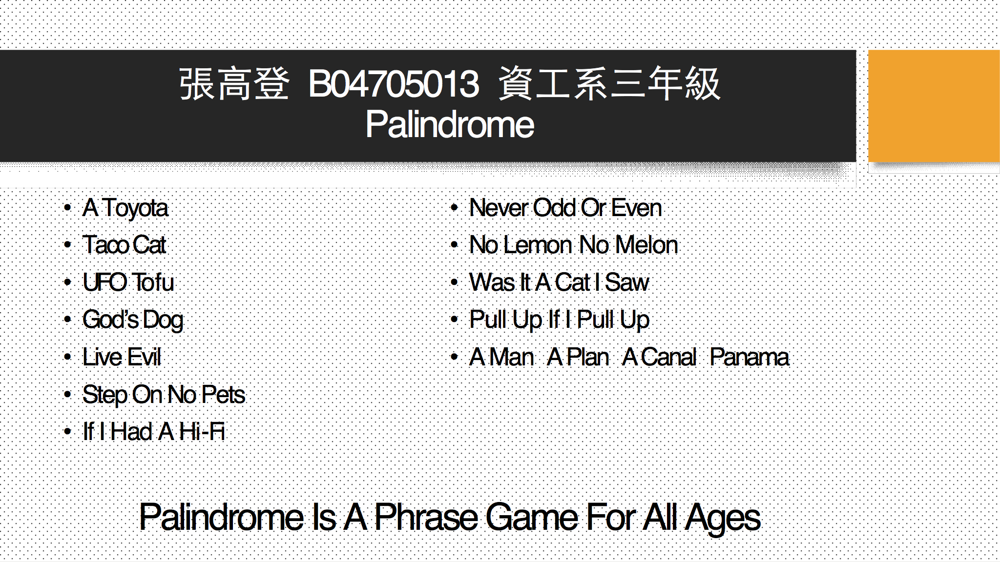 張高登 B04705013 資工系三年級
Palindrome
• A Toyota
• Taco Cat
• UFO Tofu
• God’s Dog
• Live Evil
• Step On No Pets
• If I Had A Hi-Fi
• Never Odd Or Even
• No Lemon No Melon
• Was It A Cat I Saw
• Pull Up If I Pull Up
• A Man A Plan A Canal Panama
Palindrome Is A Phrase Game For All Ages